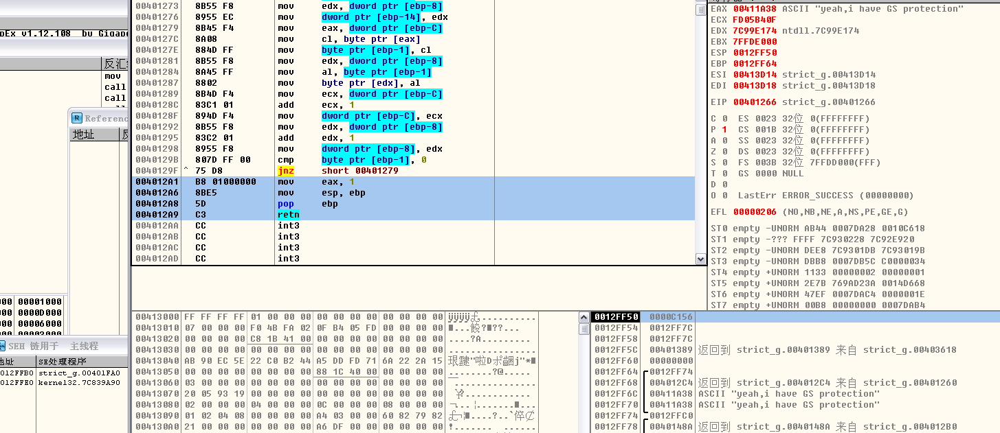 00401273 8B55 F8 mov edx, dword ptr [ebp-8]
00401276 8955 EC mov dword ptr [ebp-14], edx
00401279 8B45 F4 mov eax, dword ptr [ebp-C]
0040127C 8A08 mov cl, byte ptr [eax]
0040127E 884D FF mov byte ptr [ebp-1], cl
00401281 8B55 F8 mov edx, dword ptr [ebp-8]
00401284 8A45 FF mov al, byte ptr [ebp-1]
00401287 8802 mov byte ptr [edx], al
00401289 8B4D F4 mov ecx, dword ptr [ebp-C]
0040128C 83C1 01 add ecx, 1
0040128F 894D F4 mov dword ptr [ebp-C], ecx
00401292 8B55 F8 mov edx, dword ptr [ebp-8]
00401295 83C2 01 add edx, 1
00401298 8955 F8 mov dword ptr [ebp-8], edx
0040129B 807D FF 00 cmp byte ptr [ebp-1], 0
0040129F ^ 75 D8 jnz short 00401279
004012A1 B8 01000000 mov eax, 1
004012A6 8BE5 mov esp, ebp
004012A8 5D pop ebp
004012A9 C3 retn
004012AA CC int3
004012AB CC int3
004012AC CC int3
004012AD CC int3
EAX 00411A38 ASCII "yeah,i have GS protection"
ECX FD05B40F
EDX 7C99E174 ntdll.7C99E174
EBX 7FFDE000
ESP 0012FF50
EBP 0012FF64
ESI 00413D14 strict_g.00413D14
EDI 00413D18 strict_g.00413D18
EIP 00401266 strict_g.00401266
C 0 ES 0023 32位 0(FFFFFFFF)
P 1 CS 001B 32位 0(FFFFFFFF)
A 0 SS 0023 32位 0(FFFFFFFF)
Z 0 DS 0023 32位 0(FFFFFFFF)
S 0 FS 003B 32位 7FFDD000(FFF)
T 0 GS 0000 NULL
D 0
O 0 LastErr ERROR_SUCCESS (00000000)
EFL 00000206 (NO,NB,NE,A,NS,PE,GE,G)
ST0 empty -UNORM AB44 0007DA28 0010C618
ST1 empty -??? FFFF 7C930228 7C92E920
ST2 empty -UNORM DEE8 7C9301DB 7C93019B
ST3 empty -UNORM DBB8 0007DB5C C0000034
ST4 empty +UNORM 1133 00000002 00000001
ST5 empty +UNORM 2E7B 769AD23A 0014D668
ST6 empty +UNORM 47EF 0007DAC4 0000001E
ST7 empty +UNORM 00B8 00000000 0007DAB4
pEx v1.12.108 by
反汇
mov
call
call
Referenc
地址
000 00001000
000 0000D000
000 00006000
SEH 链用于 主线程
地址 SE处理程序
0012FFB0 strict_g.00401FA0
0012FFE0 kernel32.7C839A90
00413000 FF FF FF FF 01 00 00 00 00 00 00 00 00 00 00 00
00413010 07 00 00 00 F0 4B FA 02 0F B4 05 FD 00 00 00 00
00413020 00 00 00 00 C8 1B 41 00 00 00 00 00 00 00 00 00
00413030 00 00 00 00 00 00 00 00 00 00 00 00 00 00 00 00
00413040 AB 90 EC 5E 22 C0 B2 44 A5 DD FD 71 6A 22 2A 15
00413050 00 00 00 00 00 00 00 00 88 1C 40 00 00 00 00 00
00413060 03 00 00 00 00 00 00 00 00 00 00 00 00 00 00 00
00413070 20 05 93 19 00 00 00 00 00 00 00 00 00 00 00 00
00413080 02 00 00 00 04 00 00 00 0C 00 00 00 08 00 00 00
00413090 01 02 04 08 00 00 00 00 A4 03 00 00 60 82 79 82
004130A0 21 00 00 00 00 00 00 00 A6 DF 00 00 00 00 00 00
0012FF50 0000C156
0012FF54 0012FF7C
0012FF58 0012FF7C
0012FF5C 00401389 返回到 strict_g.00401389 来自 strict_g.00403618
0012FF60 00000000
0012FF64 0012FF74
0012FF68 004012C4 返回到 strict_g.004012C4 来自 strict_g.00401260
0012FF6C 00411A38 ASCII "yeah,i have GS protection"
0012FF70 00411A38 ASCII "yeah,i have GS protection"
0012FF74 0012FFC0
0012FF78 0040148A 返回到 strict_g.0040148A 来自 strict_g.004012B0